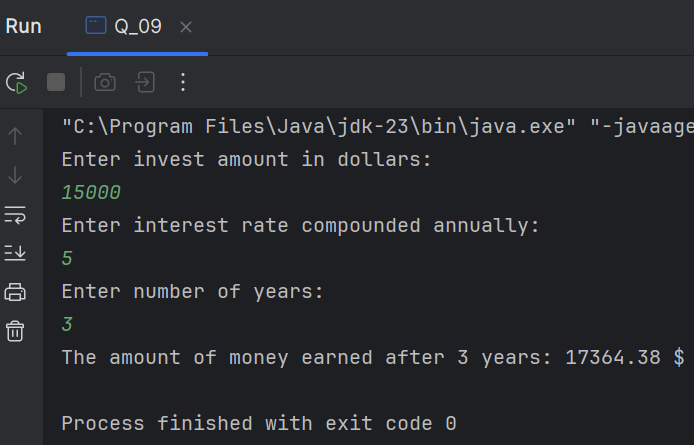 Run
Q_09
"C:\Program Files\Java\jdk-23\bin\java.exe" "-javaage
Enter invest amount in dollars:
15000
Enter interest rate compounded annually:
5
Enter number of years:
3
The amount of money earned after 3 years: 17364.38 $
Process finished with exit code 0